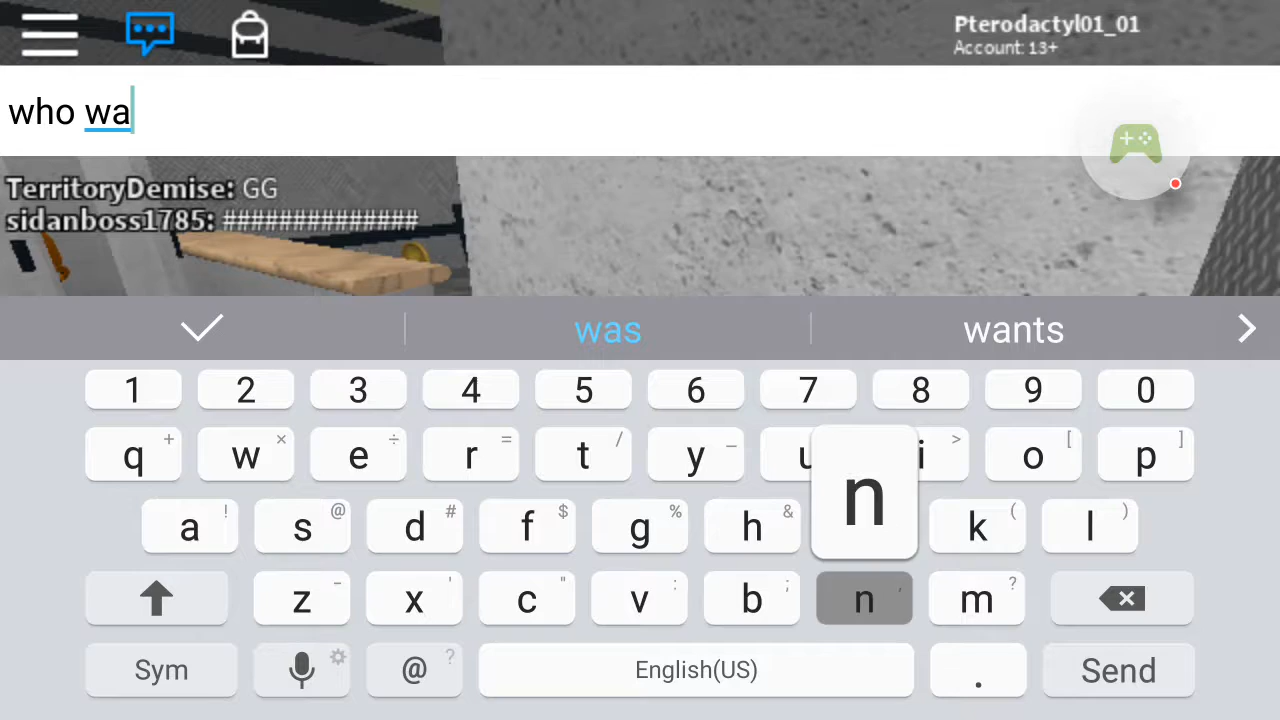 Pterodactyl01_01
Account: 13+
who wa
TerritoryDemise: GG
sidanboss1785: ##############
was wants
1 2 3 4 5 6 7 8 9 0
q + w × e ÷ r = t / y _ u i > o [ p ]
n
a ! s @ d # f $ g % h & k ( l )
z - x ' c " v : b ; n , m ? 
Sym @ ? English(US) . Send